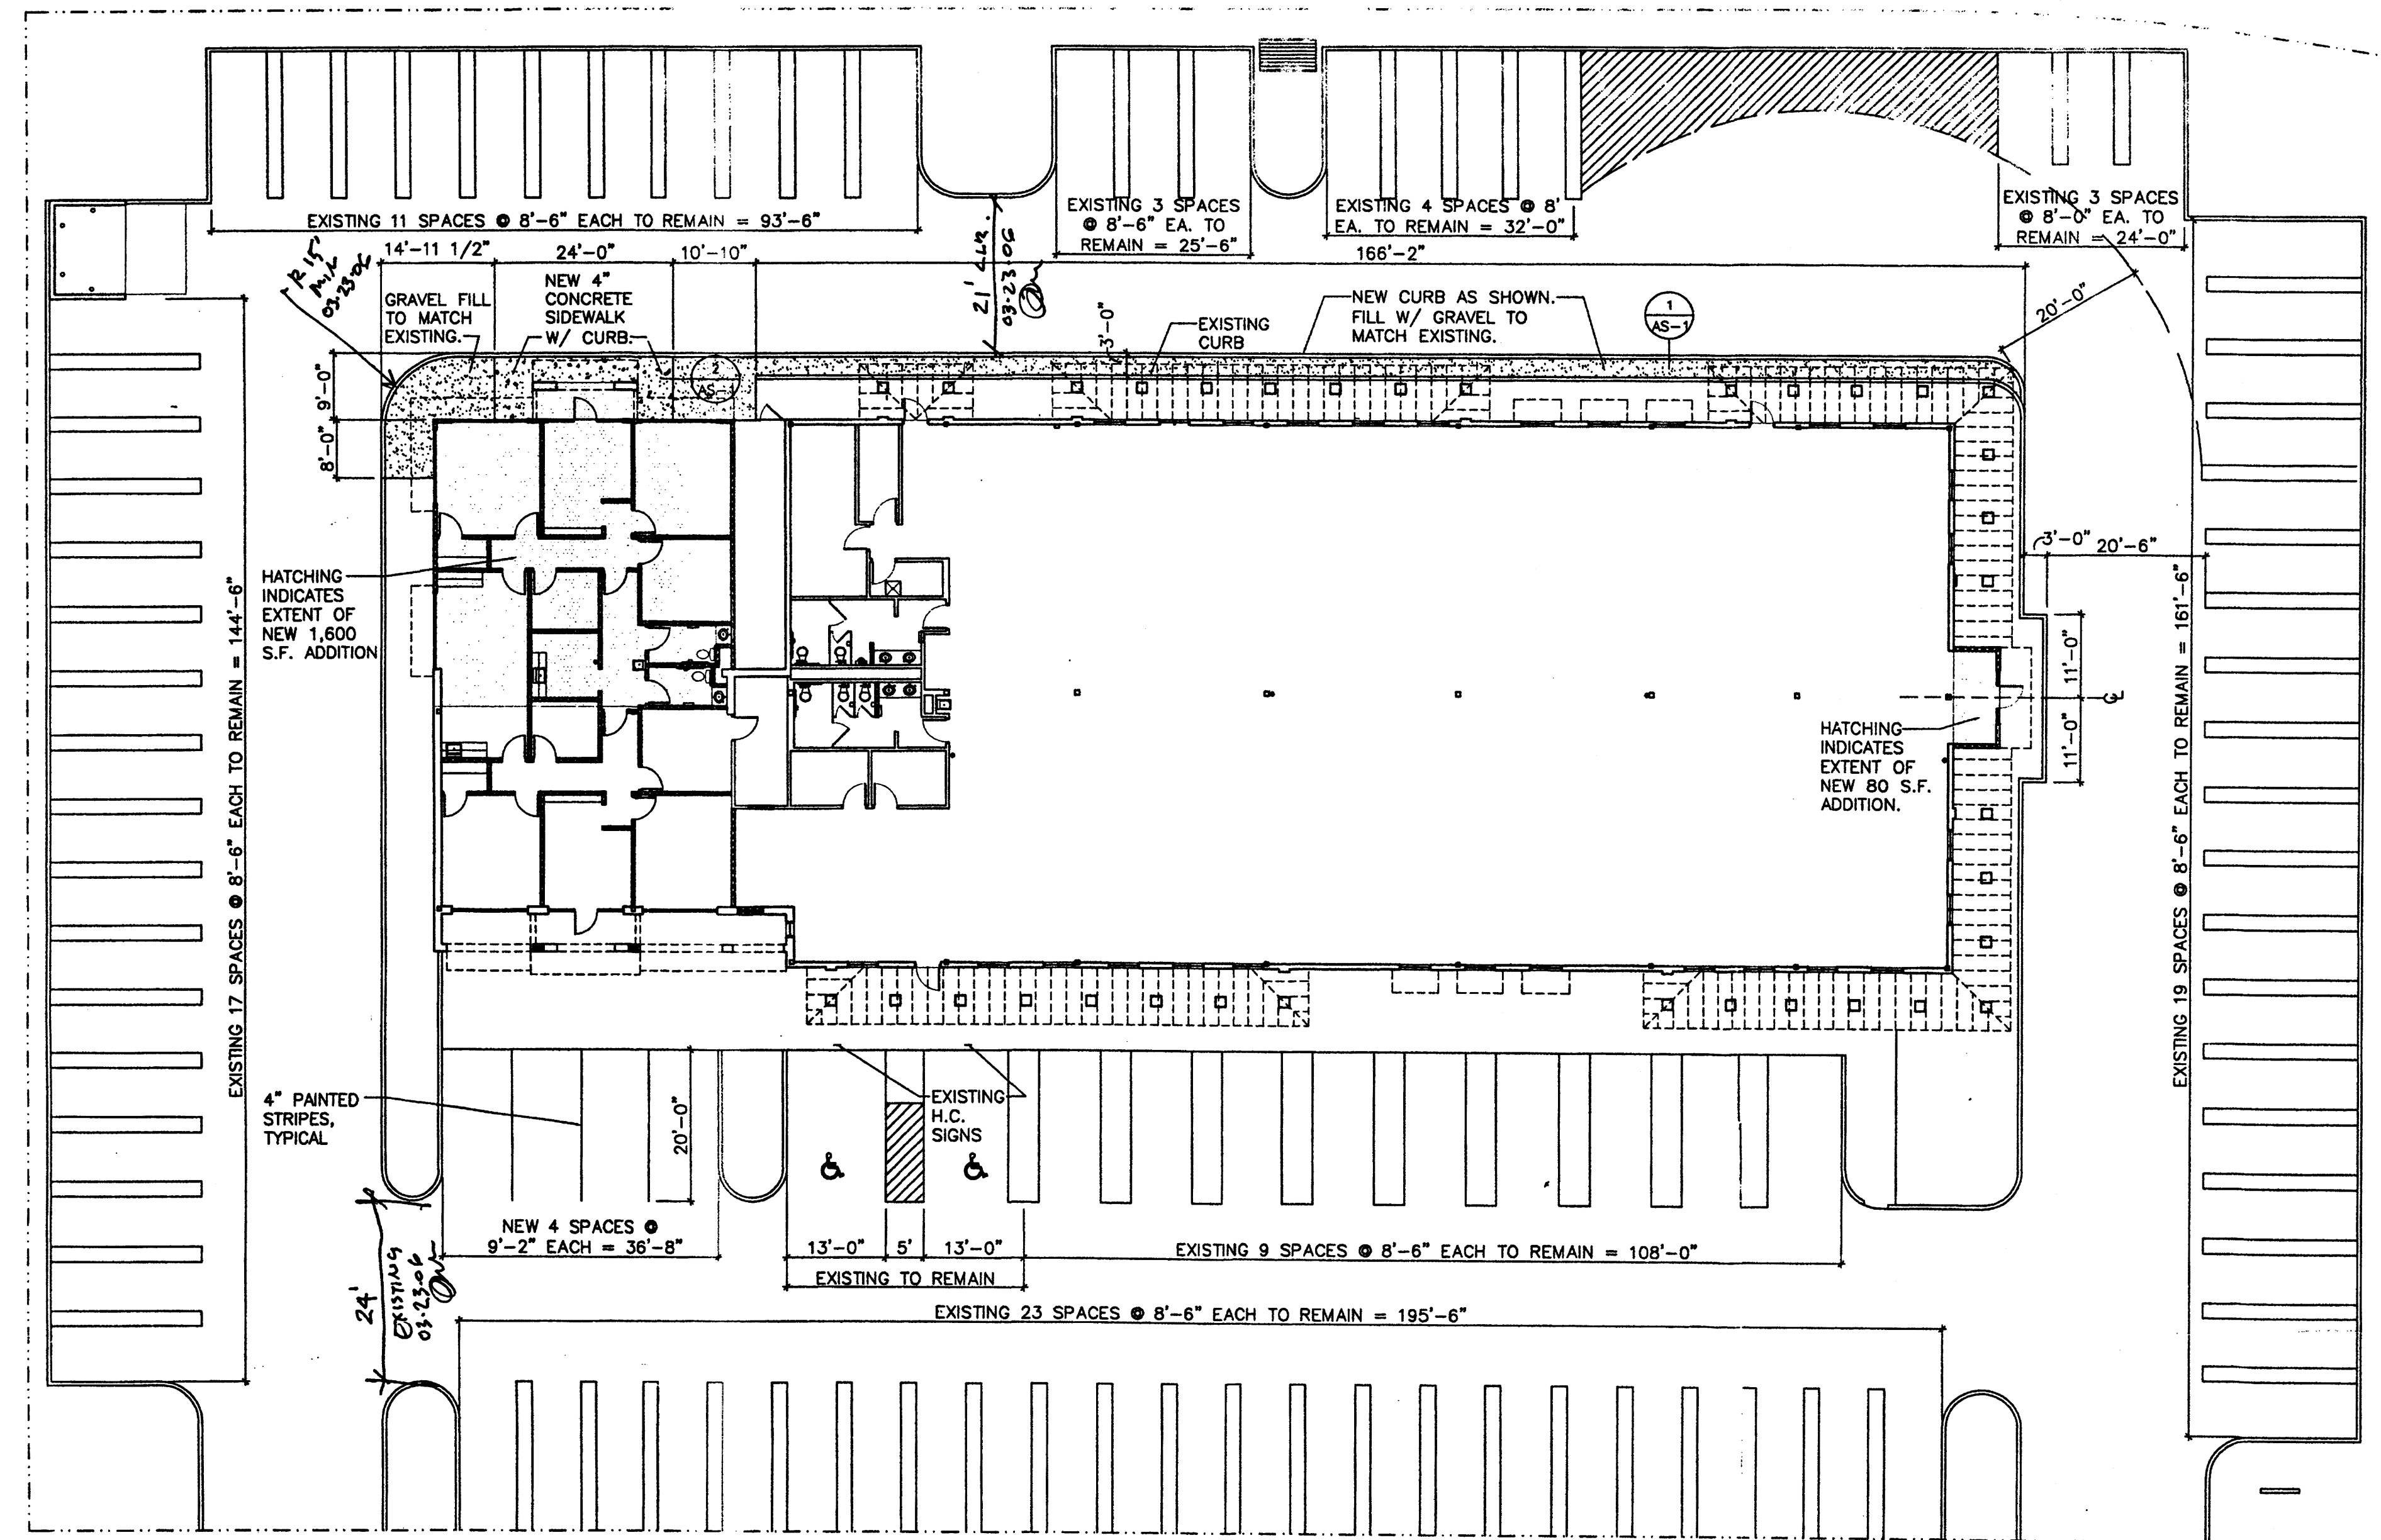 EXISTING 11 SPACES @ 8'-6" EACH TO REMAIN = 93'-6"
EXISTING 3 SPACES
@ 8'-6" EA. TO
REMAIN = 25'-6"
EXISTING 4 SPACES @ 8'
EA. TO REMAIN = 32'-0"
EXISTING 3 SPACES
@ 8'-0" EA. TO
REMAIN = 24'-0"
14'-11 1/2"
24'-0"
10'-10"
166'-2"
R 15'
MIN
03-23-06
21' CLR.
03-23-06
20'-0"
GRAVEL FILL
TO MATCH
EXISTING.
NEW 4"
CONCRETE
SIDEWALK
W/ CURB.
EXISTING
CURB
3'-0"
NEW CURB AS SHOWN.
FILL W/ GRAVEL TO
MATCH EXISTING.
1
AS-1
2
AS-1
9'-0"
8'-0"
HATCHING
INDICATES
EXTENT OF
NEW 1,600
S.F. ADDITION
EXISTING 17 SPACES @ 8'-6" EACH TO REMAIN = 144'-6"
3'-0"
20'-6"
11'-0"
11'-0"
CL
HATCHING
INDICATES
EXTENT OF
NEW 80 S.F.
ADDITION.
EXISTING 19 SPACES @ 8'-6" EACH TO REMAIN = 161'-6"
4" PAINTED
STRIPES,
TYPICAL
20'-0"
EXISTING
H.C.
SIGNS
NEW 4 SPACES @
9'-2" EACH = 36'-8"
13'-0"
5'
13'-0"
EXISTING TO REMAIN
EXISTING 9 SPACES @ 8'-6" EACH TO REMAIN = 108'-0"
24'
EXISTING
03-23-06
EXISTING 23 SPACES @ 8'-6" EACH TO REMAIN = 195'-6"